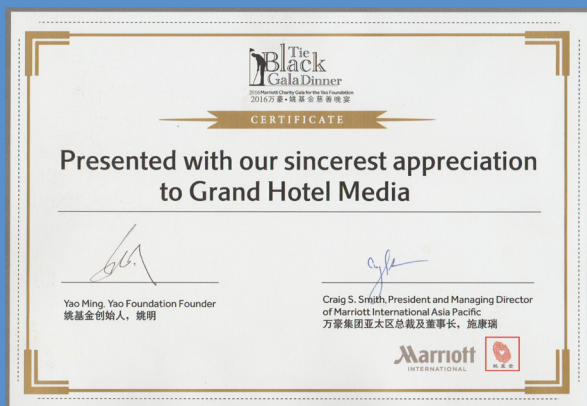 Tie
Black
Gala Dinner
2016 Marriott Charity Gala for the Yao Foundation
2016万豪•姚基金慈善晚宴
CERTIFICATE
Presented with our sincerest appreciation
to Grand Hotel Media
Yao Ming, Yao Foundation Founder
姚基金创始人，姚明
Craig S. Smith, President and Managing Director
of Marriott International Asia Pacific
万豪集团亚太区总裁及董事长，施康瑞
Marriott
INTERNATIONAL
姚基金